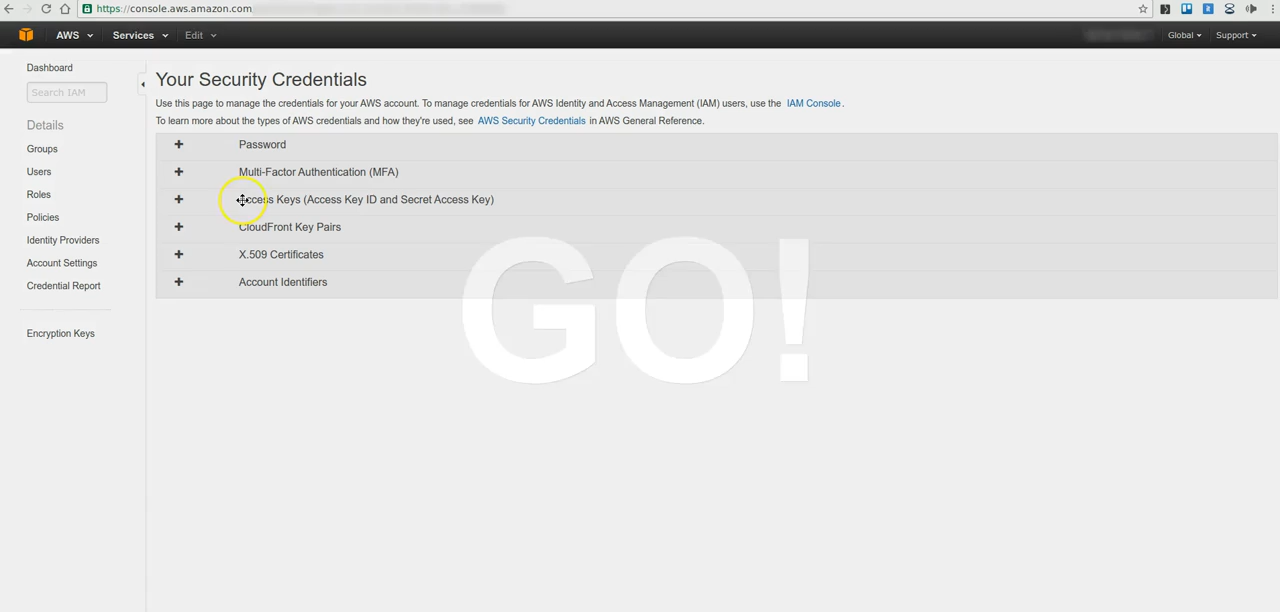 https://console.aws.amazon.com
AWS Services Edit Global Support
Dashboard
Search IAM
Details
Groups
Users
Roles
Policies
Identity Providers
Account Settings
Credential Report
Encryption Keys
Your Security Credentials
Use this page to manage the credentials for your AWS account. To manage credentials for AWS Identity and Access Management (IAM) users, use the IAM Console.
To learn more about the types of AWS credentials and how they're used, see AWS Security Credentials in AWS General Reference.
Password
Multi-Factor Authentication (MFA)
Access Keys (Access Key ID and Secret Access Key)
CloudFront Key Pairs
X.509 Certificates
Account Identifiers
GO!